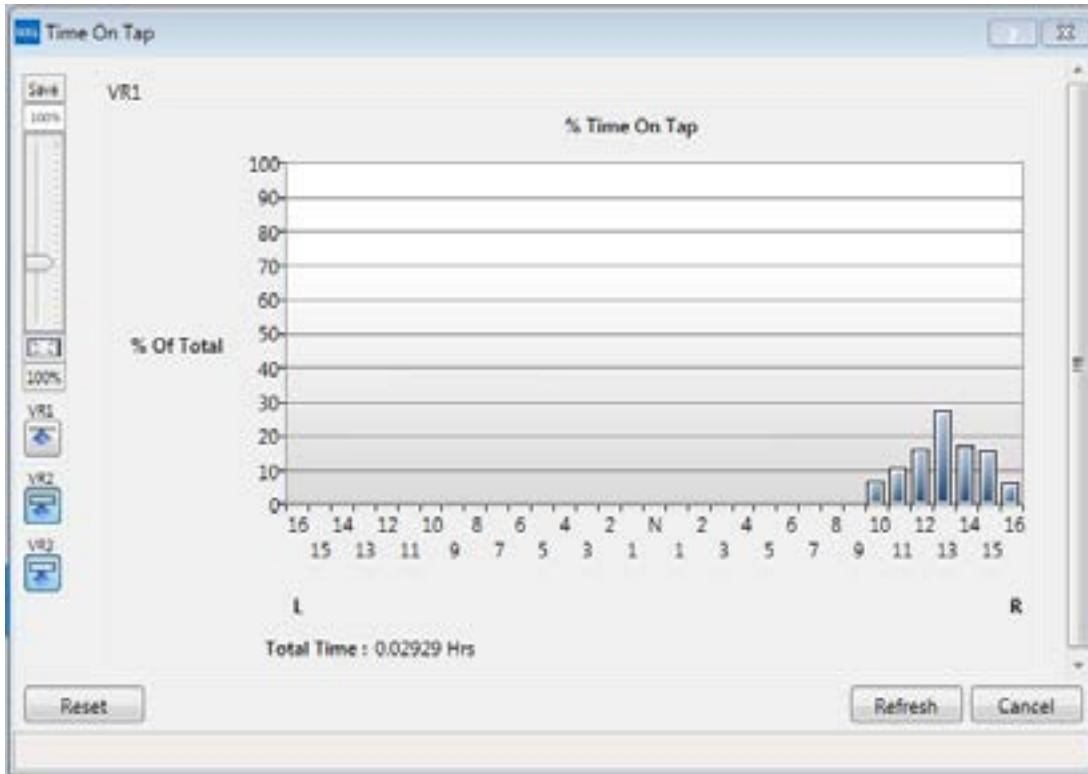 Time On Tap
Save
100%
VR1
% Time On Tap
100
90
80
70
60
50
40
30
20
10
0
% Of Total
100%
VR1
VR2
16 14 12 10 8 6 4 2 N 2 4 6 8 10 12 14 16
15 13 11 9 7 5 3 1 1 3 5 7 9 11 13 15
L R
Total Time : 0.02929 Hrs
Reset Refresh Cancel